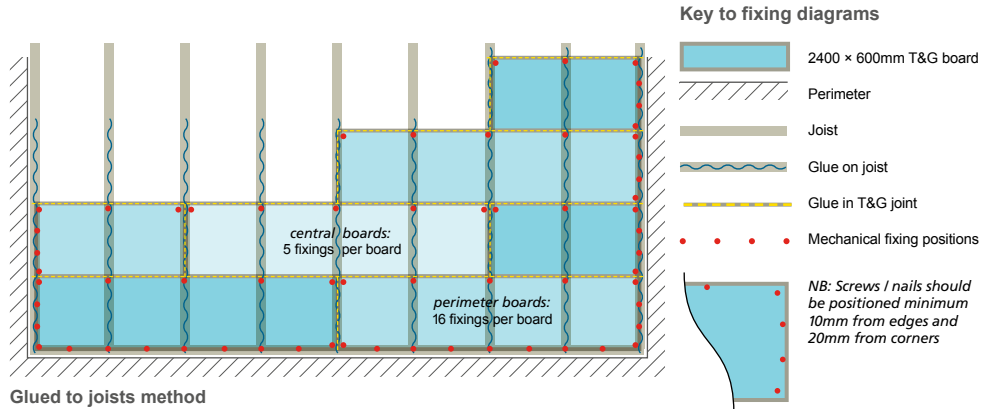 Key to fixing diagrams
2400 × 600mm T&G board
Perimeter
Joist
Glue on joist
Glue in T&G joint
Mechanical fixing positions
NB: Screws / nails should
be positioned minimum
10mm from edges and
20mm from corners
central boards:
5 fixings per board
perimeter boards:
16 fixings per board
Glued to joists method